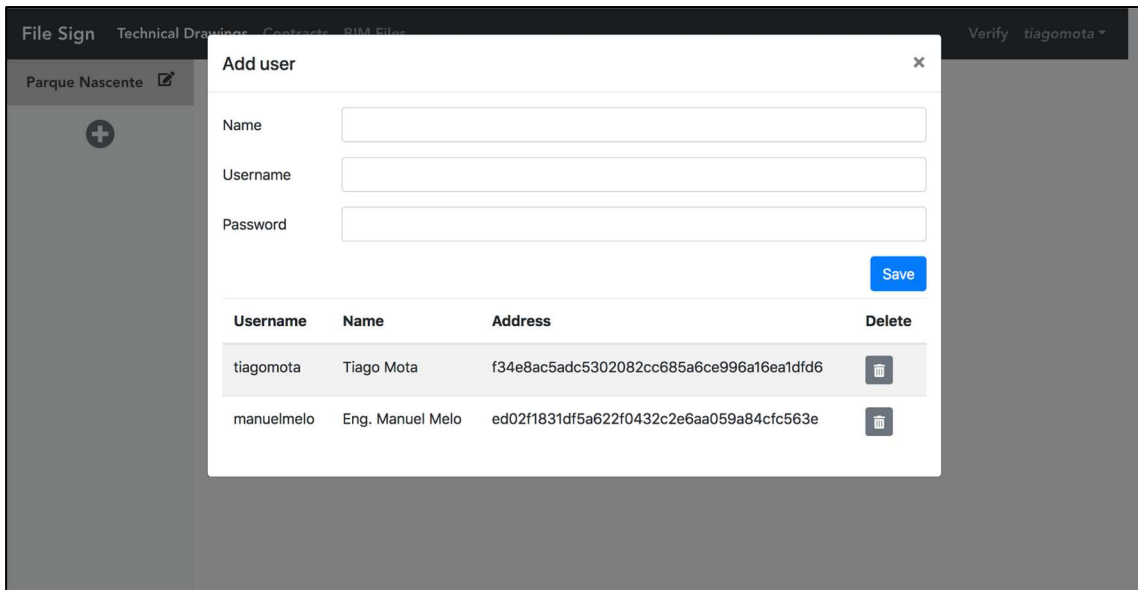 File Sign Technical Drawings Contracts BIM Files Verify tiagomota
Parque Nascente
Add user ×
Name
Username
Password
Save
Username Name Address Delete
tiagomota Tiago Mota f34e8ac5adc5302082cc685a6ce996a16ea1dfd6
manuelmelo Eng. Manuel Melo ed02f1831df5a622f0432c2e6aa059a84cfc563e